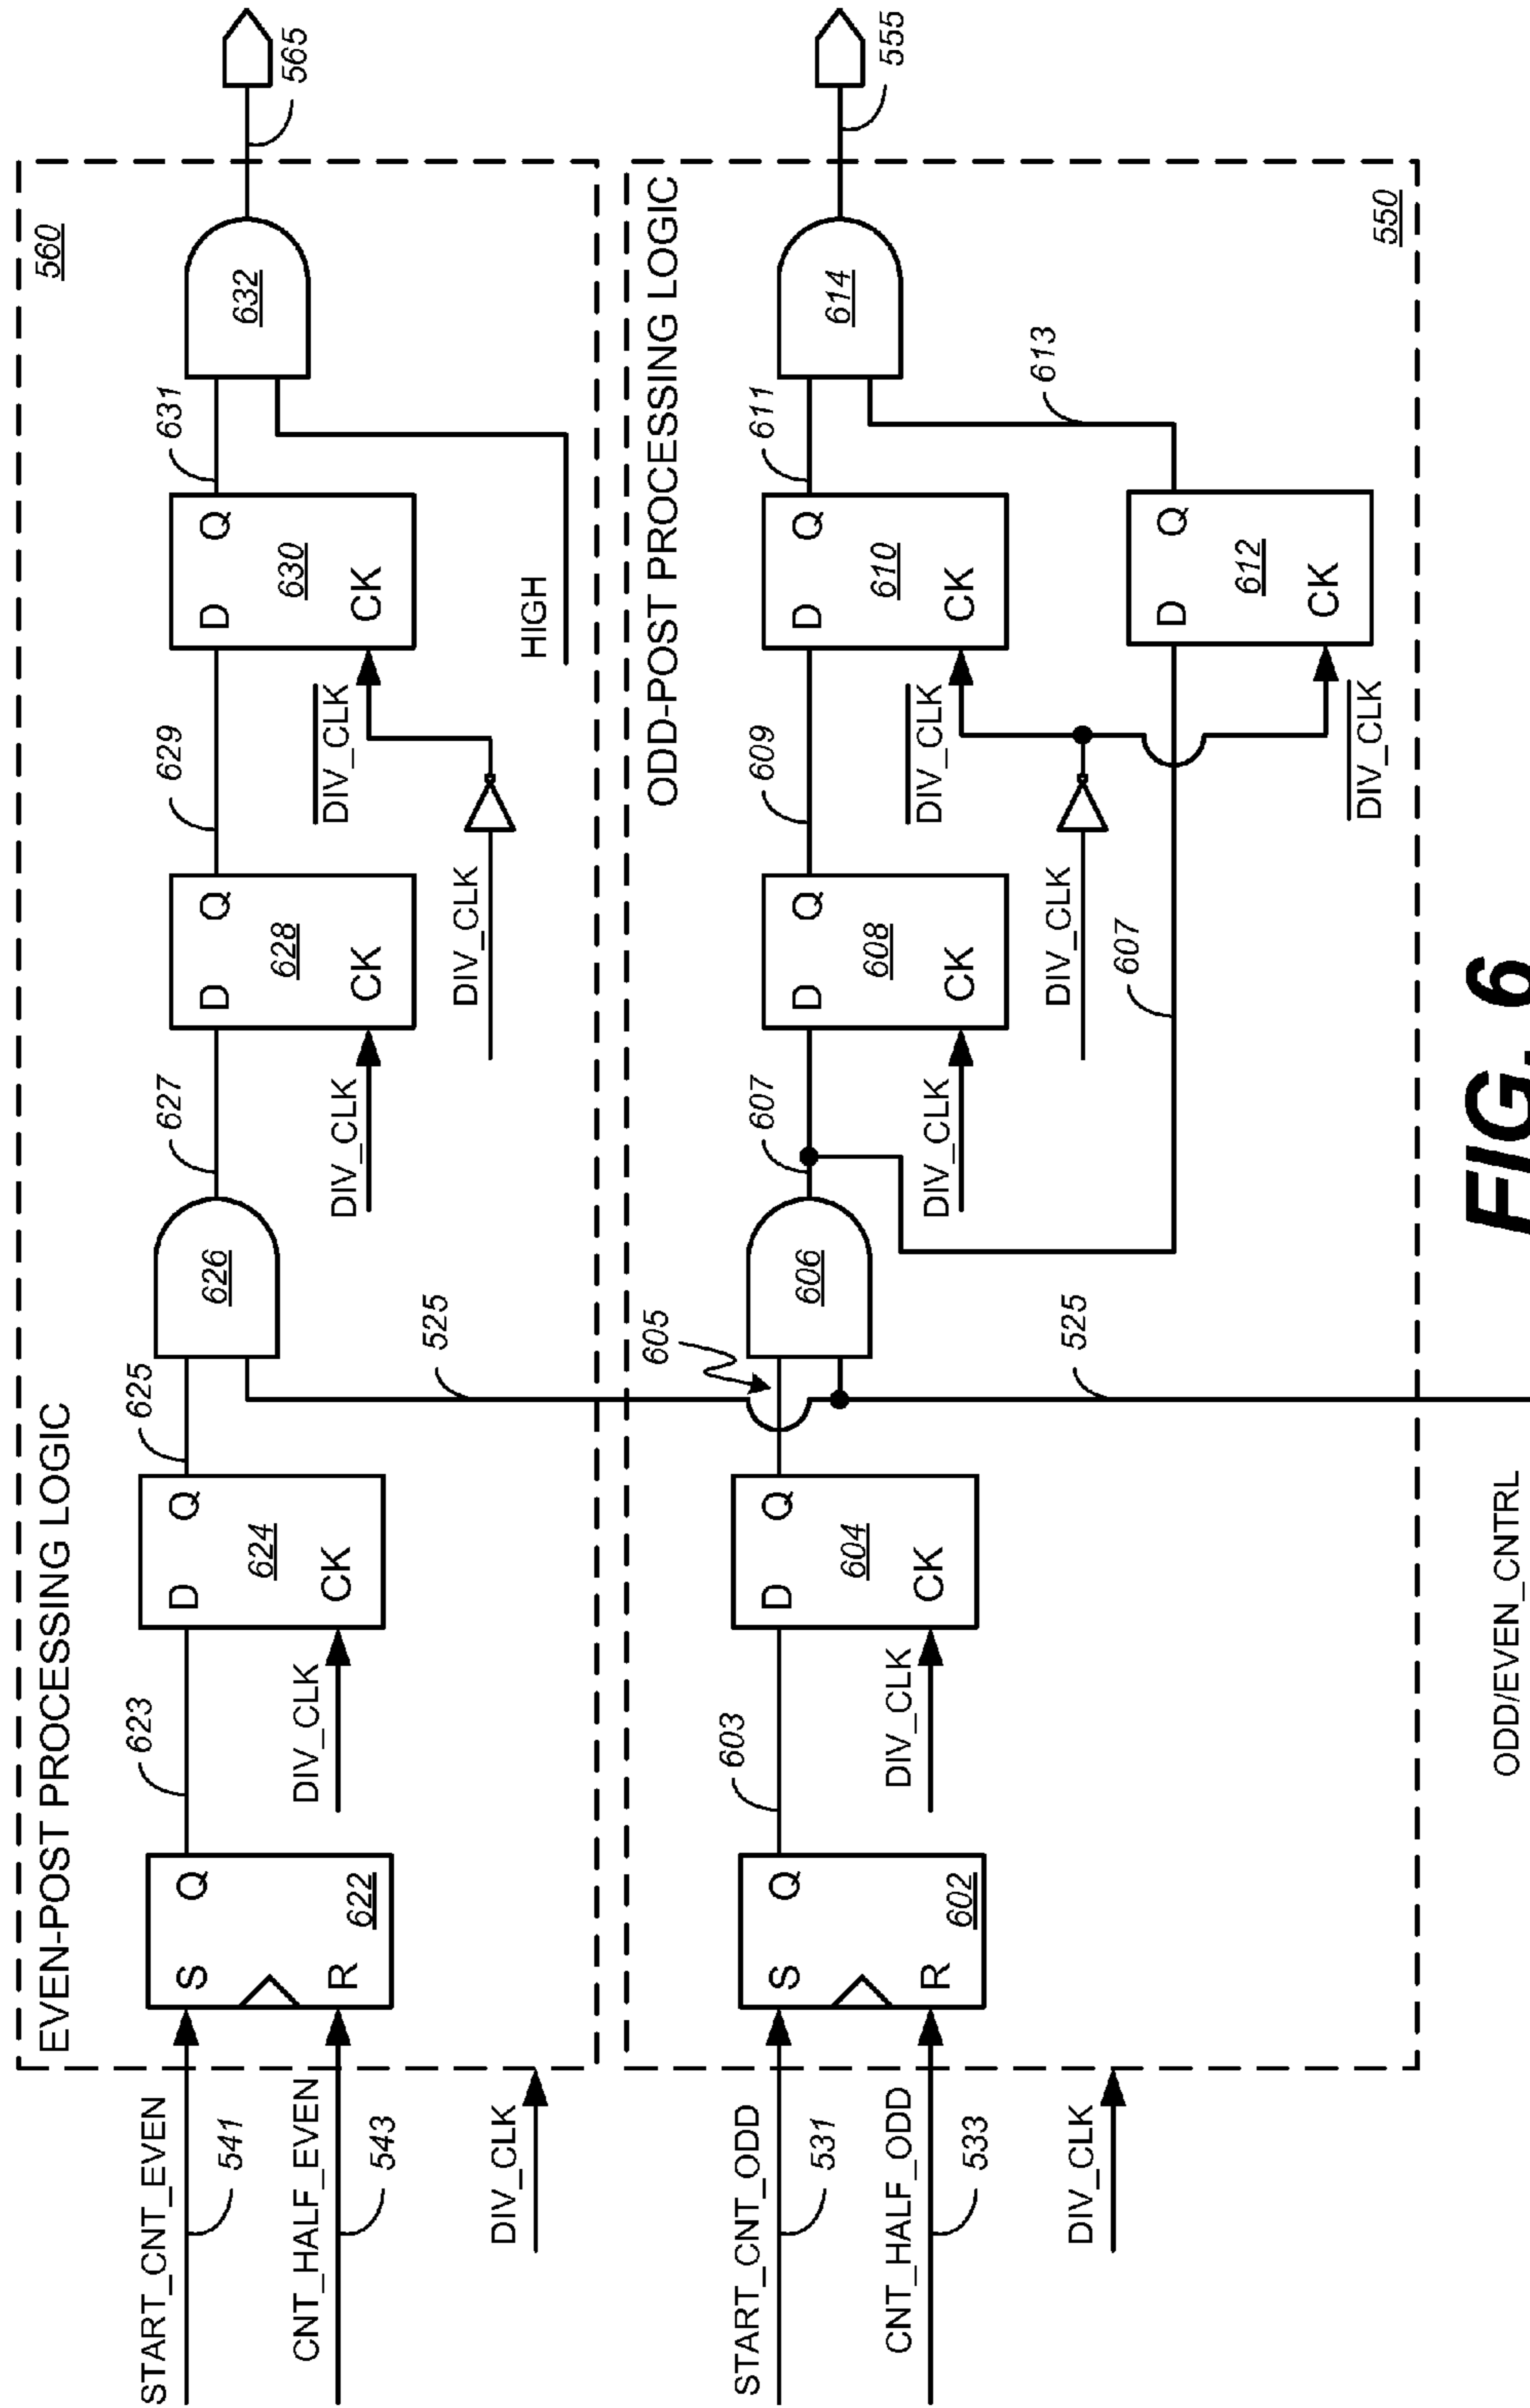 EVEN-POST PROCESSING LOGIC
560
START_CNT_EVEN
541
CNT_HALF_EVEN
543
DIV_CLK
S Q
R
622
623
D Q
624
CK
DIV_CLK
625
626
525
627
D Q
628
CK
DIV_CLK
629
D Q
630
CK
DIV_CLK
DIV_CLK
631
HIGH
632
565
ODD-POST PROCESSING LOGIC
550
START_CNT_ODD
531
CNT_HALF_ODD
533
DIV_CLK
S Q
R
602
603
D Q
604
CK
DIV_CLK
605
606
525
607
D Q
608
CK
DIV_CLK
609
D Q
610
CK
DIV_CLK
DIV_CLK
607
D Q
612
CK
DIV_CLK
611
613
614
555
ODD/EVEN_CNTRL
FIG. 6